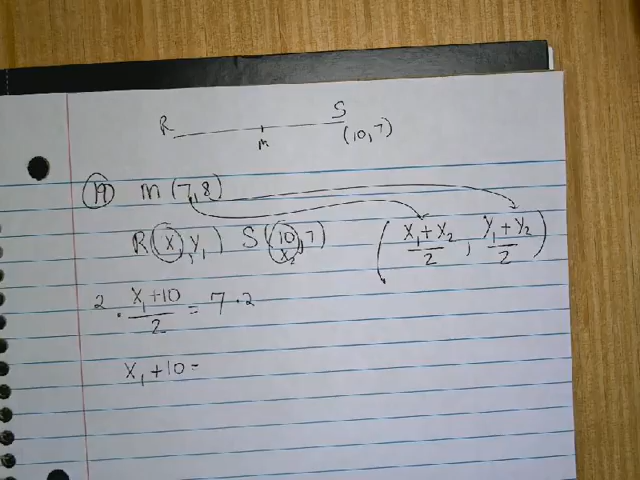 R S
M (10,7)
19 M (7,8)
R(x₁,y₁) S(10,7) (x₁+x₂/2, y₁+y₂/2)
x₂
2 · x₁+10/2 = 7·2
x₁+10=